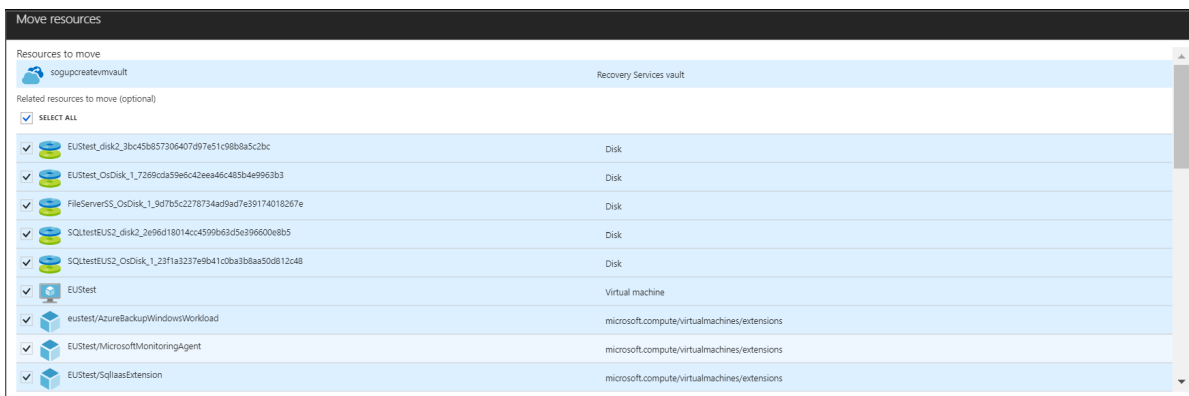 Move resources
Resources to move
sogupcreatevmvault Recovery Services vault
Related resources to move (optional)
SELECT ALL
EUStest_disk2_3bc45b857306407d97e51c98b8a5c2bc Disk
EUStest_OsDisk_1_7269cda59e6c42eea46c485b4e9963b3 Disk
FileServerSS_OsDisk_1_9d7b5c2278734ad9ad7e39174018267e Disk
SQLtestEUS2_disk2_2e96d18014cc4599b63d5e396600e8b5 Disk
SQLtestEUS2_OsDisk_1_23f1a3237e9b41c0ba3b8aa50d812c48 Disk
EUStest Virtual machine
eustest/AzureBackupWindowsWorkload microsoft.compute/virtualmachines/extensions
EUStest/MicrosoftMonitoringAgent microsoft.compute/virtualmachines/extensions
EUStest/SqlIaasExtension microsoft.compute/virtualmachines/extensions